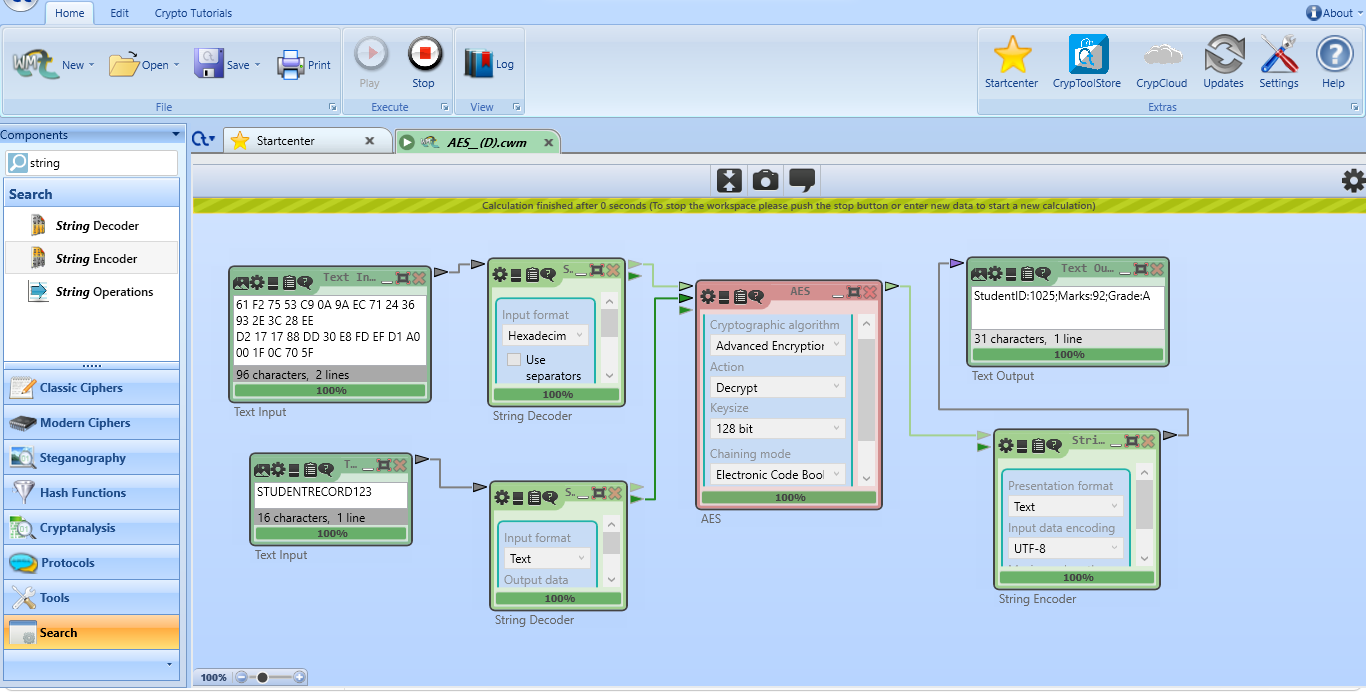 Home Edit Crypto Tutorials About
New Open Save Print Play Stop Log Startcenter CrypToolStore CrypCloud Updates Settings Help
File Execute View Extras
Components
string
Search
String Decoder
String Encoder
String Operations
Classic Ciphers
Modern Ciphers
Steganography
Hash Functions
Cryptanalysis
Protocols
Tools
Search
Startcenter AES_(D).cwm
Calculation finished after 0 seconds (To stop the workspace please push the stop button or enter new data to start a new calculation)
Text In...
61 F2 75 53 C9 0A 9A EC 71 24 36
93 2E 3C 28 EE
D2 17 17 88 DD 30 E8 FD EF D1 A0
00 1F 0C 70 5F
96 characters, 2 lines
100%
Text Input
S..
Input format
Hexadecim
Use
separators
100%
String Decoder
T...
STUDENTRECORD123
16 characters, 1 line
100%
Text Input
S..
Input format
Text
Output data
100%
String Decoder
AES
Cryptographic algorithm
Advanced Encryption
Action
Decrypt
Keysize
128 bit
Chaining mode
Electronic Code Bool
100%
AES
Text Ou...
StudentID:1025;Marks:92;Grade:A
31 characters, 1 line
100%
Text Output
Stri...
Presentation format
Text
Input data encoding
UTF-8
100%
String Encoder
100%